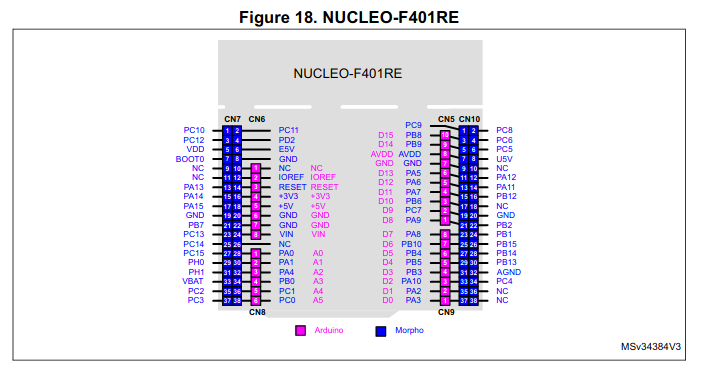 Figure 18. NUCLEO-F401RE
NUCLEO-F401RE
CN7 CN6 CN5 CN10
PC10 1 2 PC11 PC9 1 2 PC8
PC12 3 4 PD2 D15 PB8 10 3 4 PC6
VDD 5 6 E5V D14 PB9 9 5 6 PC5
BOOT0 7 8 GND AVDD AVDD 8 7 8 U5V
NC 9 10 1 NC NC GND GND 7 9 10 NC
NC 11 12 2 IOREF IOREF D13 PA5 6 11 12 PA12
PA13 13 14 3 RESET RESET D12 PA6 5 13 14 PA11
PA14 15 16 4 +3V3 +3V3 D11 PA7 4 15 16 PB12
PA15 17 18 5 +5V +5V D10 PB6 3 17 18 NC
GND 19 20 6 GND GND D9 PC7 2 19 20 GND
PB7 21 22 7 GND GND D8 PA9 1 21 22 PB2
PC13 23 24 8 VIN VIN D7 PA8 8 23 24 PB1
PC14 25 26 NC D6 PB10 7 25 26 PB15
PC15 27 28 1 PA0 A0 D5 PB4 6 27 28 PB14
PH0 29 30 2 PA1 A1 D4 PB5 5 29 30 PB13
PH1 31 32 3 PA4 A2 D3 PB3 4 31 32 AGND
VBAT 33 34 4 PB0 A3 D2 PA10 3 33 34 PC4
PC2 35 36 5 PC1 A4 D1 PA2 2 35 36 NC
PC3 37 38 6 PC0 A5 D0 PA3 1 37 38 NC
CN8 CN9
Arduino Morpho
MSv34384V3